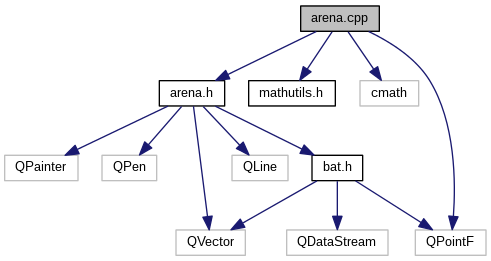 arena.cpp
arena.h
mathutils.h
cmath
QPainter
QPen
QLine
bat.h
QVector
QDataStream
QPointF